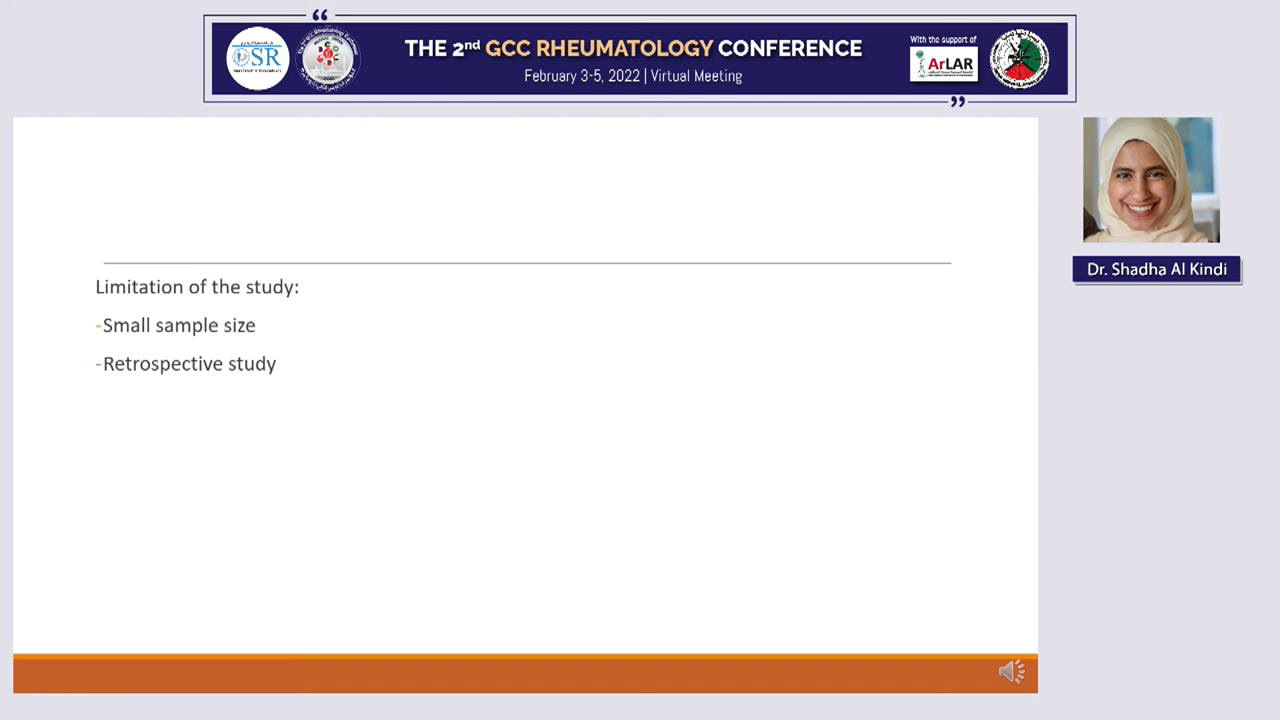 “
THE 2nd GCC RHEUMATOLOGY CONFERENCE
February 3-5, 2022 | Virtual Meeting
With the support of
SR
ArLAR
”
Dr. Shadha Al Kindi
Limitation of the study:
-Small sample size
-Retrospective study